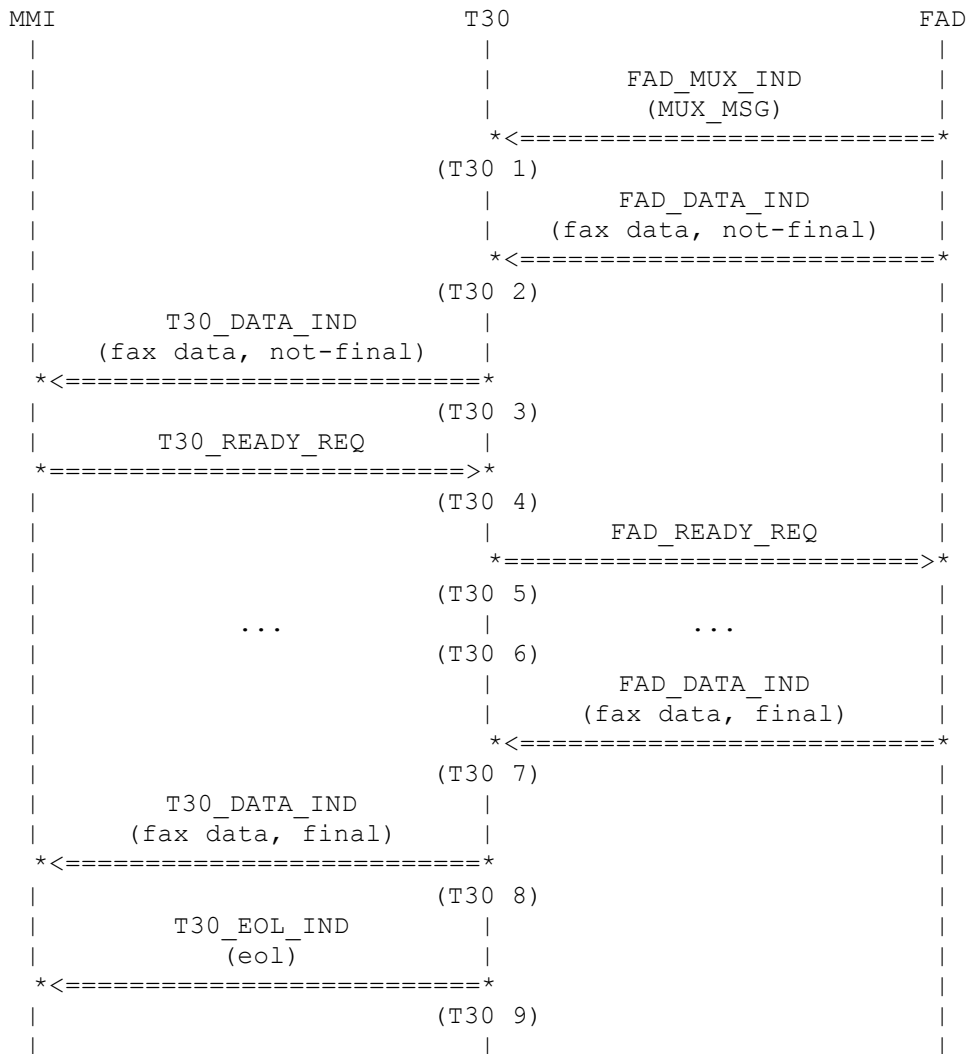 MMI                          T30                         FAD
 |                            |                            |
 |                            |        FAD_MUX_IND         |
 |                            |         (MUX_MSG)          |
 |                            *<==========================*
 |                         (T30 1)                         |
 |                            |       FAD_DATA_IND         |
 |                            |   (fax data, not-final)    |
 |                            *<==========================*
 |                         (T30 2)                         |
 |        T30_DATA_IND        |                            |
 |    (fax data, not-final)   |                            |
 *<==========================*                            |
 |                         (T30 3)                         |
 |       T30_READY_REQ        |                            |
 *==========================>*                            |
 |                         (T30 4)                         |
 |                            |       FAD_READY_REQ        |
 |                            *==========================>*
 |                         (T30 5)                         |
 |            ...             |            ...             |
 |                         (T30 6)                         |
 |                            |       FAD_DATA_IND         |
 |                            |     (fax data, final)      |
 |                            *<==========================*
 |                         (T30 7)                         |
 |        T30_DATA_IND        |                            |
 |      (fax data, final)     |                            |
 *<==========================*                            |
 |                         (T30 8)                         |
 |        T30_EOL_IND         |                            |
 |           (eol)            |                            |
 *<==========================*                            |
 |                         (T30 9)                         |
 |                            |                            |